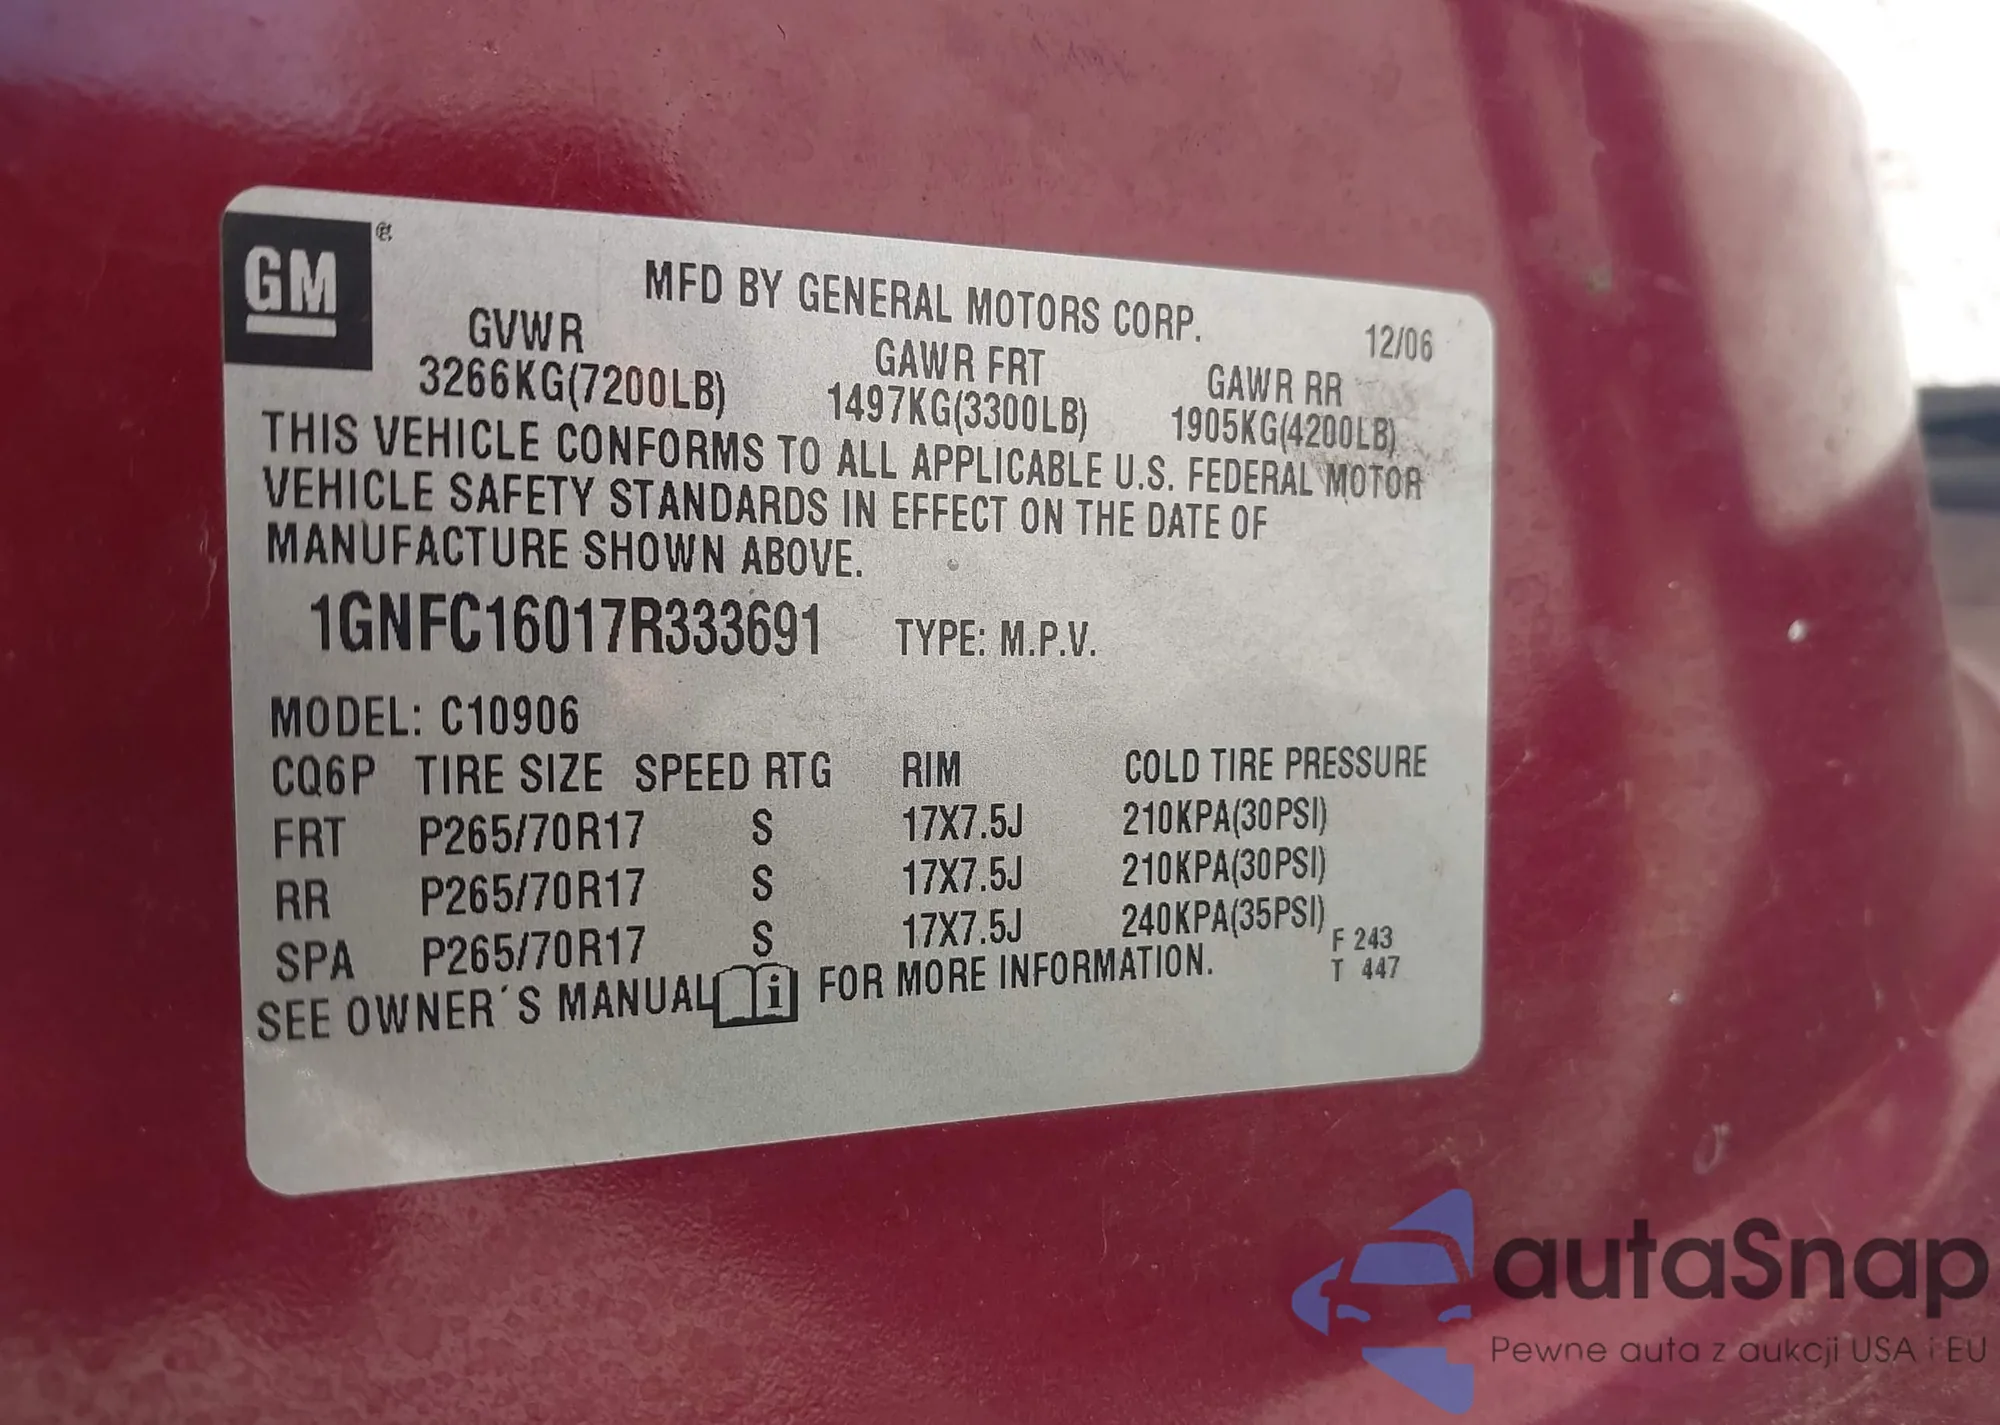 GM ®
MFD BY GENERAL MOTORS CORP.
12/06
GVWR GAWR FRT GAWR RR
3266KG(7200LB) 1497KG(3300LB) 1905KG(4200LB)
THIS VEHICLE CONFORMS TO ALL APPLICABLE U.S. FEDERAL MOTOR
VEHICLE SAFETY STANDARDS IN EFFECT ON THE DATE OF
MANUFACTURE SHOWN ABOVE.
1GNFC16017R333691 TYPE: M.P.V.
MODEL: C10906
CQ6P TIRE SIZE SPEED RTG RIM COLD TIRE PRESSURE
FRT P265/70R17 S 17X7.5J 210KPA(30PSI)
RR P265/70R17 S 17X7.5J 210KPA(30PSI)
SPA P265/70R17 S 17X7.5J 240KPA(35PSI)
SEE OWNER´S MANUAL i FOR MORE INFORMATION.
F 243
T 447
autaSnap
Pewne auta z aukcji USA i EU